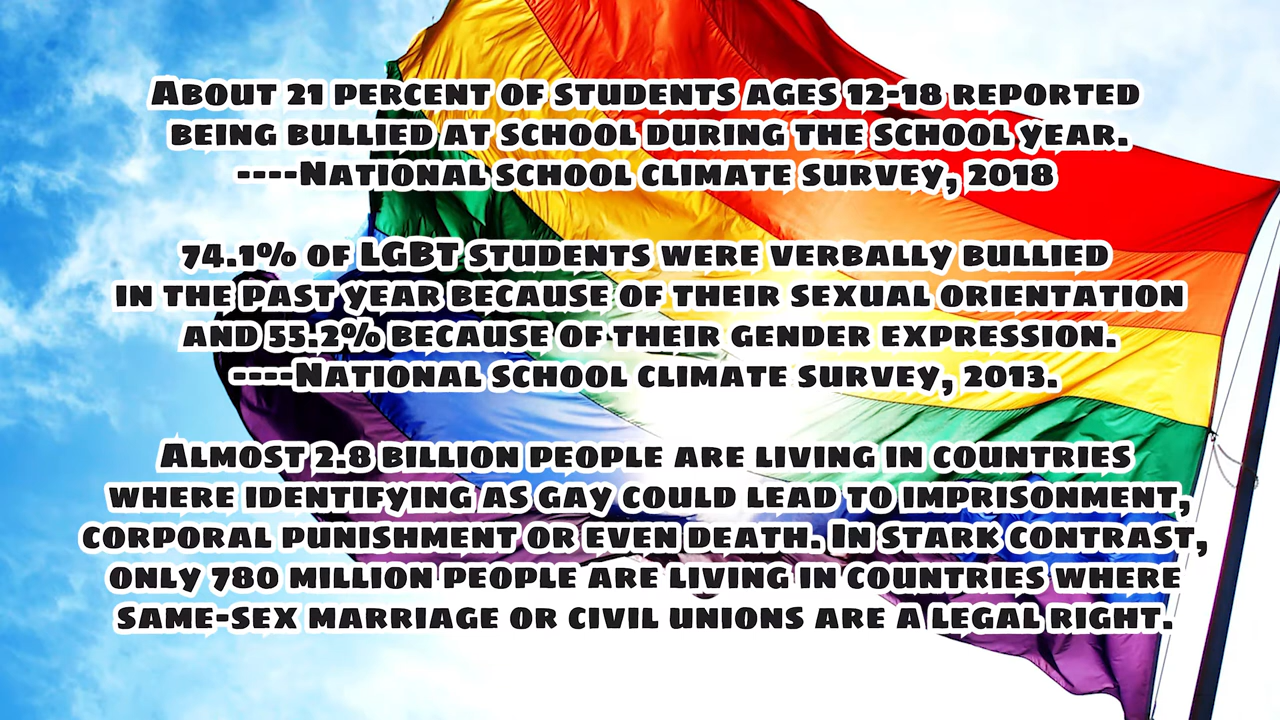 About 21 percent of students ages 12-18 reported
being bullied at school during the school year.
----National school climate survey, 2018
74.1% of LGBT students were verbally bullied
in the past year because of their sexual orientation
and 55.2% because of their gender expression.
----National school climate survey, 2013.
Almost 2.8 billion people are living in countries
where identifying as gay could lead to imprisonment,
corporal punishment or even death. In stark contrast,
only 780 million people are living in countries where
same-sex marriage or civil unions are a legal right.